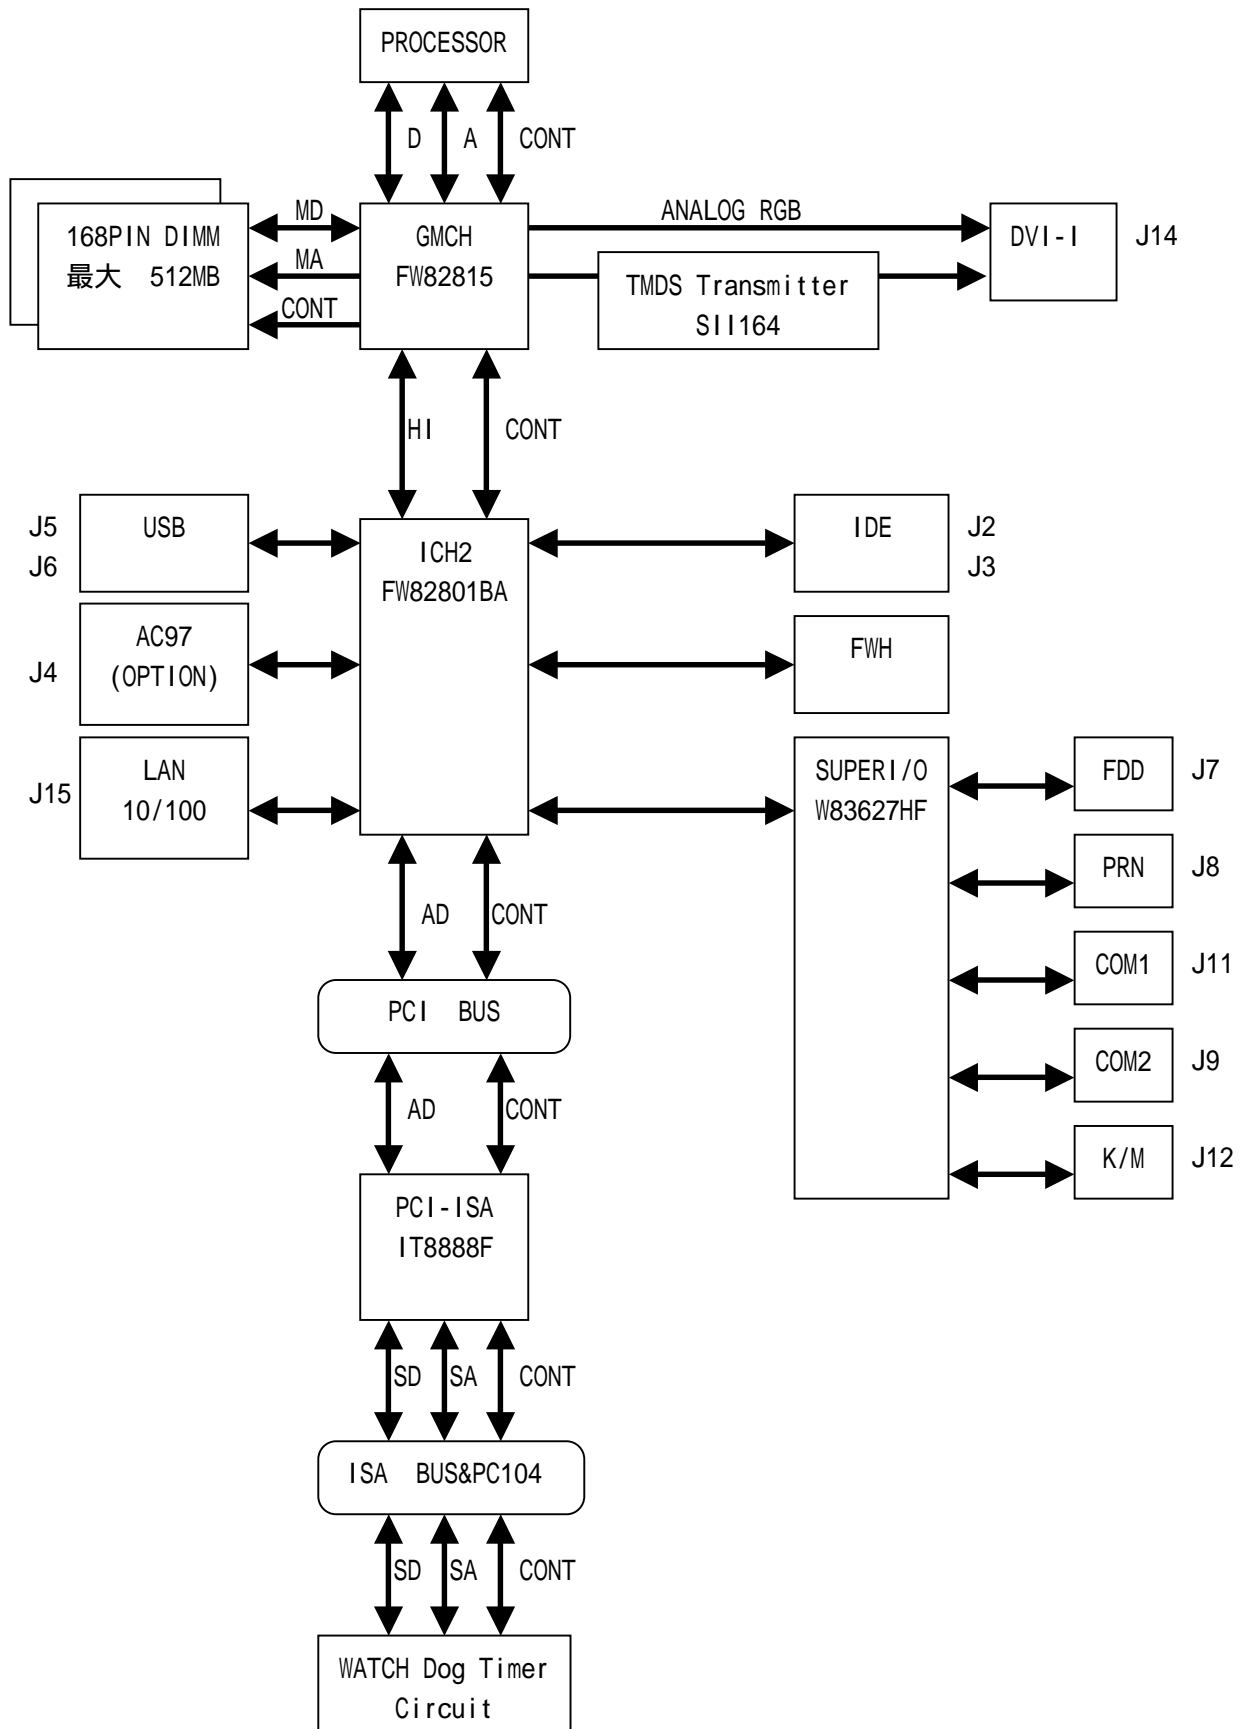 PROCESSOR
D A CONT
168PIN DIMM
最大 512MB
MD
MA
CONT
GMCH
FW82815
ANALOG RGB
TMDS Transmitter
SII164
DVI-I
J14
HI CONT
J5
J6
USB
ICH2
FW82801BA
IDE
J2
J3
J4
AC97
(OPTION)
FWH
J15
LAN
10/100
SUPERI/O
W83627HF
FDD J7
PRN J8
COM1 J11
COM2 J9
K/M J12
AD CONT
PCI BUS
AD CONT
PCI-ISA
IT8888F
SD SA CONT
ISA BUS&PC104
SD SA CONT
WATCH Dog Timer
Circuit